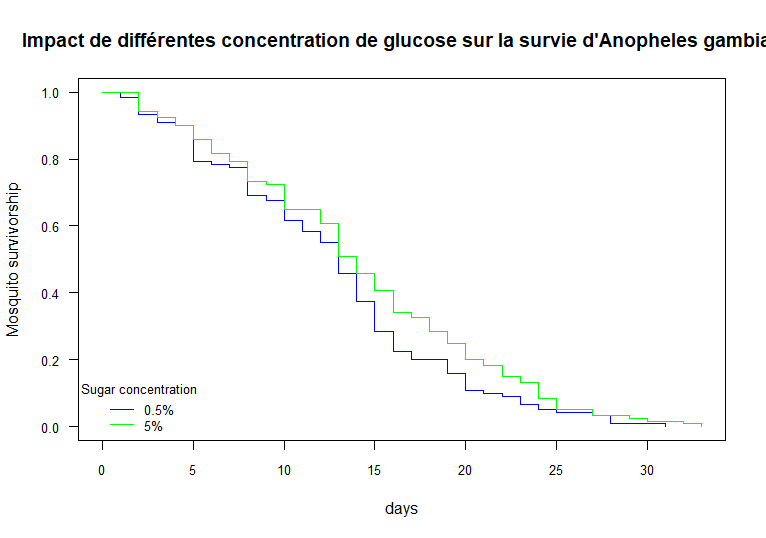 Impact de différentes concentration de glucose sur la survie d'Anopheles gambia
Mosquito survivorship
1.0
0.8
0.6
0.4
0.2
0.0
Sugar concentration
0.5%
5%
0 5 10 15 20 25 30
days